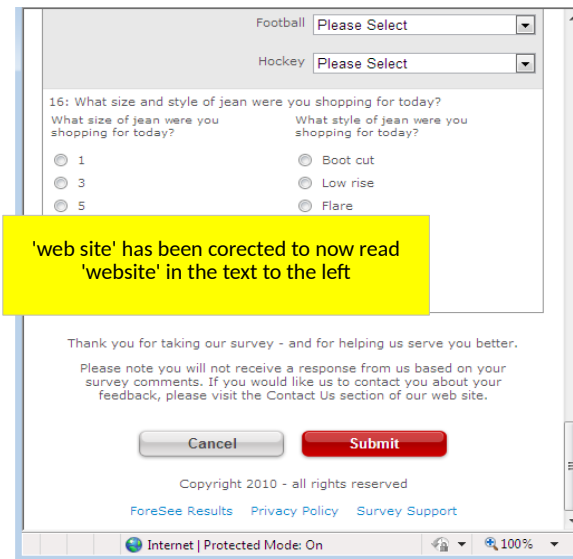 Football Please Select
Hockey Please Select
16: What size and style of jean were you shopping for today?
What size of jean were you
shopping for today?
What style of jean were you
shopping for today?
1
3
5
Boot cut
Low rise
Flare
'web site' has been corected to now read
'website' in the text to the left
Thank you for taking our survey - and for helping us serve you better.
Please note you will not receive a response from us based on your
survey comments. If you would like us to contact you about your
feedback, please visit the Contact Us section of our web site.
Cancel Submit
Copyright 2010 - all rights reserved
ForeSee Results Privacy Policy Survey Support
Internet | Protected Mode: On 100%